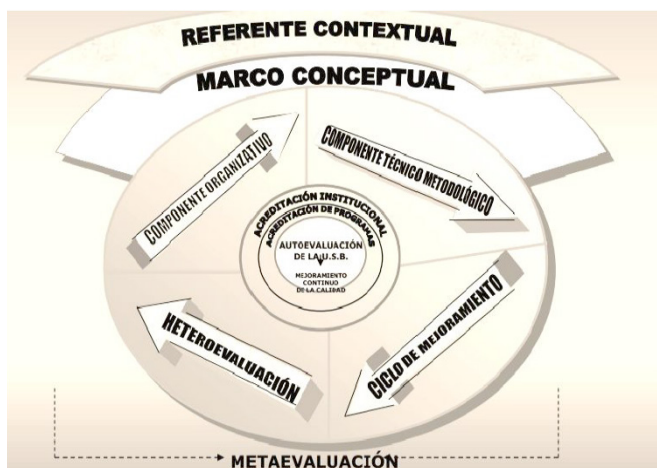 REFERENTE CONTEXTUAL
MARCO CONCEPTUAL
COMPONENTE ORGANIZATIVO
COMPONENTE TÉCNICO METODOLÓGICO
ACREDITACIÓN INSTITUCIONAL
ACREDITACIÓN DE PROGRAMAS
AUTOEVALUACIÓN
DE LA U.S.B.
MEJORAMIENTO
CONTINUO
DE LA CALIDAD
HETEROEVALUACIÓN
CICLO DE MEJORAMIENTO
METAEVALUACIÓN